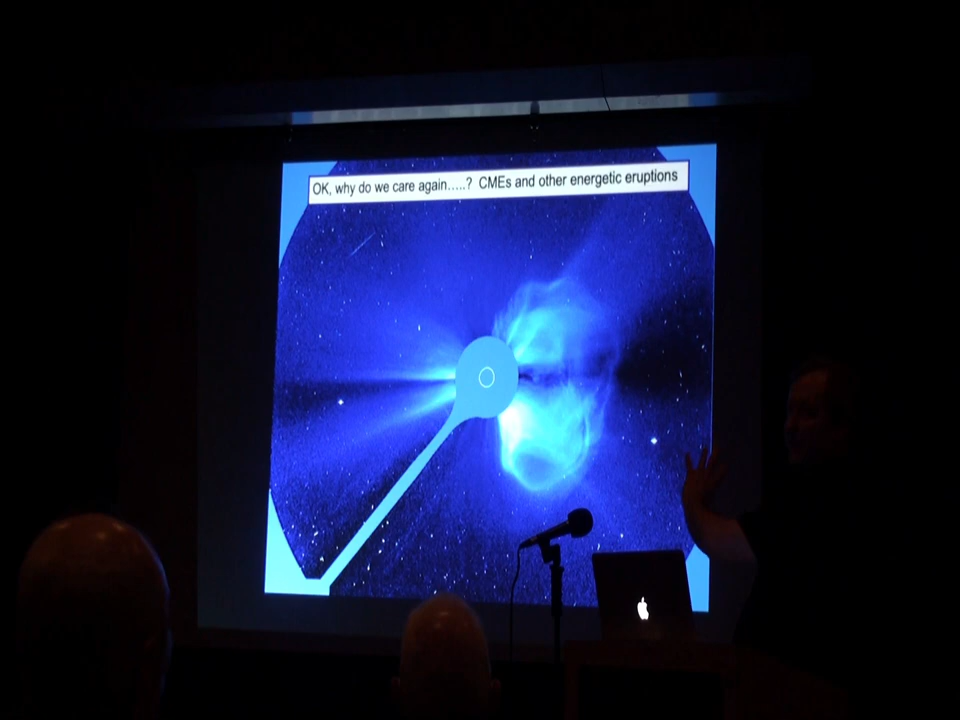 OK, why do we care again…..? CMEs and other energetic eruptions